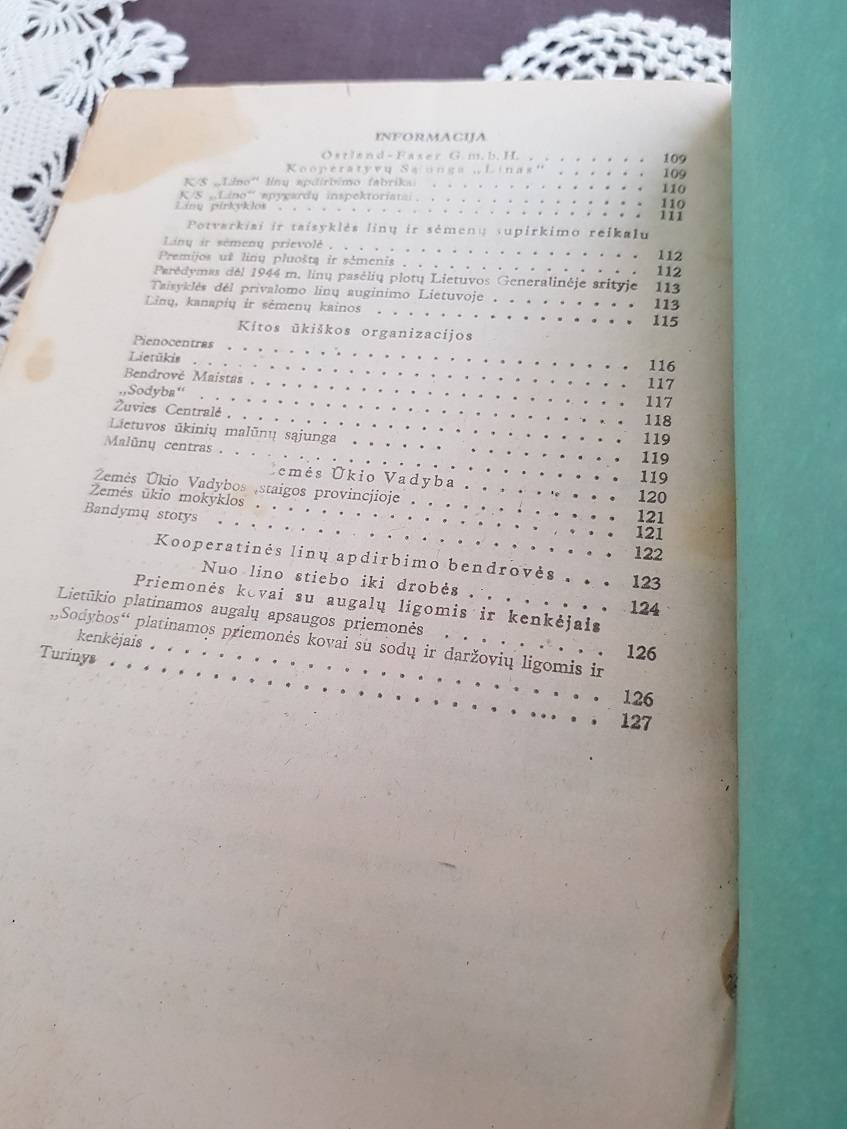 INFORMACIJA
Ostland-Faser G. m. b. H. . . . . . . . 109
Kooperatyvų Sąjunga „Linas“ . . . . . . 109
K/S „Lino“ linų apdirbimo fabrikai . . . . . . . . . . 110
K/S „Lino“ apygardų inspektoriatai . . . . . . . . . . 110
Linų pirkyklos . . . . . . . . . . . . . . . . . 111
Potvarkiai ir taisyklės linų ir sėmenų supirkimo reikalu
Linų ir sėmenų prievolė . . . . . . . . . . . . . . 112
Premijos už linų pluoštą ir sėmenis . . . . . . . . . . 112
Parėdymas dėl 1944 m. linų pasėlių plotų Lietuvos Generalinėje srityje 113
Taisyklės dėl privalomo linų auginimo Lietuvoje . . . . . . . . 113
Linų, kanapių ir sėmenų kainos . . . . . . . . . . . . 115
Kitos ūkiškos organizacijos
Pienocentras . . . . . . . . . . . . . . . . . . 116
Lietūkis . . . . . . . . . . . . . . . . . . . 117
Bendrovė Maistas . . . . . . . . . . . . . . . . . 117
„Sodyba“ . . . . . . . . . . . . . . . . . . . 118
Žuvies Centralė . . . . . . . . . . . . . . . . . 119
Lietuvos ūkinių malūnų sąjunga . . . . . . . . . . . . 119
Malūnų centras . . . . . . . . . . . . . . . . . 119
emės Ūkio Vadyba . . . . . . . . 120
Žemės Ūkio Vadybos staigos provincijoje . . . . . . . . . . 121
Žemės ūkio mokyklos . . . . . . . . . . . . . . . 121
Bandymų stotys . . . . . . . . . . . . . . . . . 122
Kooperatinės linų apdirbimo bendrovės . . . 123
Nuo lino stiebo iki drobės . . . . . . . 124
Priemonės kovai su augalų ligomis ir kenkėjais
Lietūkio platinamos augalų apsaugos priemonės . . . . . . . . 126
„Sodybos“ platinamos priemonės kovai su sodų ir daržovių ligomis ir
kenkėjais . . . . . . . . . . . . . . . . . . . 126
Turinys . . . . . . . . . . . . . . . . . . . . 127